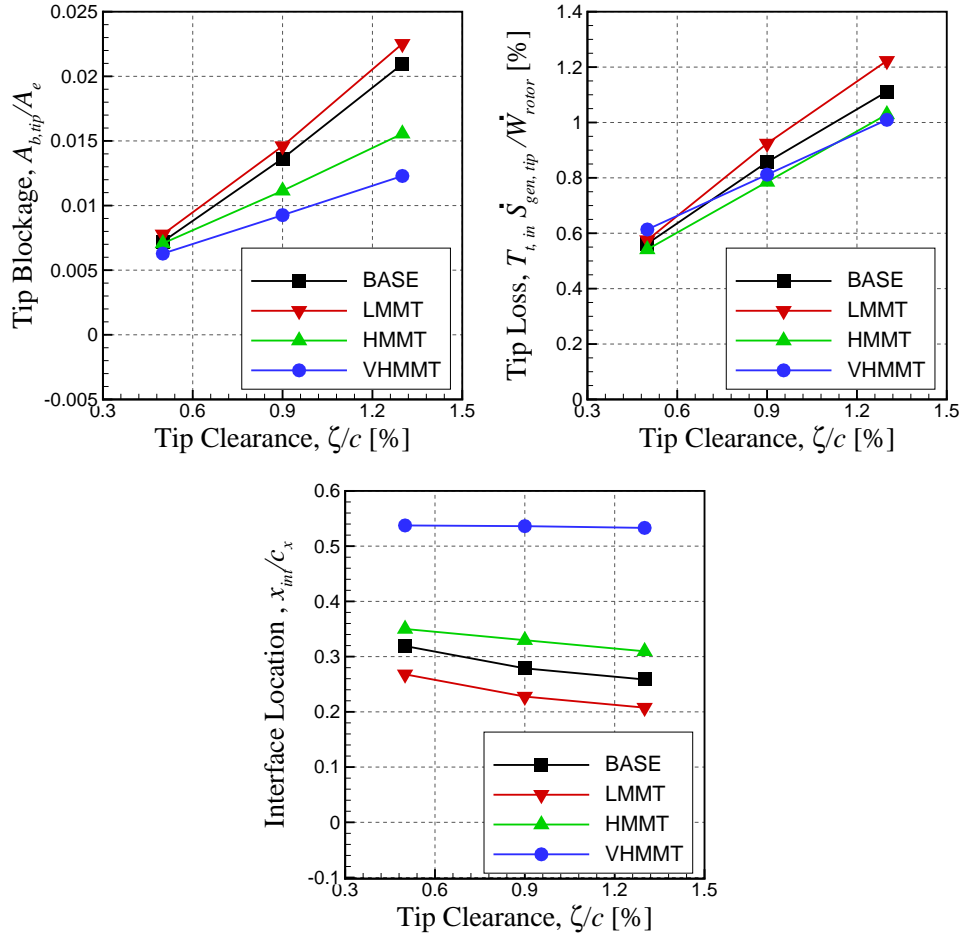 Tip Blockage, A_{b,tip}/A_e
0.025
0.02
0.015
0.01
0.005
0
-0.005
0.3
0.6
0.9
1.2
1.5
BASE
LMMT
HMMT
VHMMT
Tip Clearance, ζ/c [%]
Tip Loss, T_{t, in} Ṡ_{gen, tip} /Ẇ_{rotor} [%]
1.4
1.2
1
0.8
0.6
0.4
0.2
0
0.3
0.6
0.9
1.2
1.5
BASE
LMMT
HMMT
VHMMT
Tip Clearance, ζ/c [%]
Interface Location , x_{int}/c_x
0.6
0.5
0.4
0.3
0.2
0.1
0
-0.1
0.3
0.6
0.9
1.2
1.5
BASE
LMMT
HMMT
VHMMT
Tip Clearance, ζ/c [%]